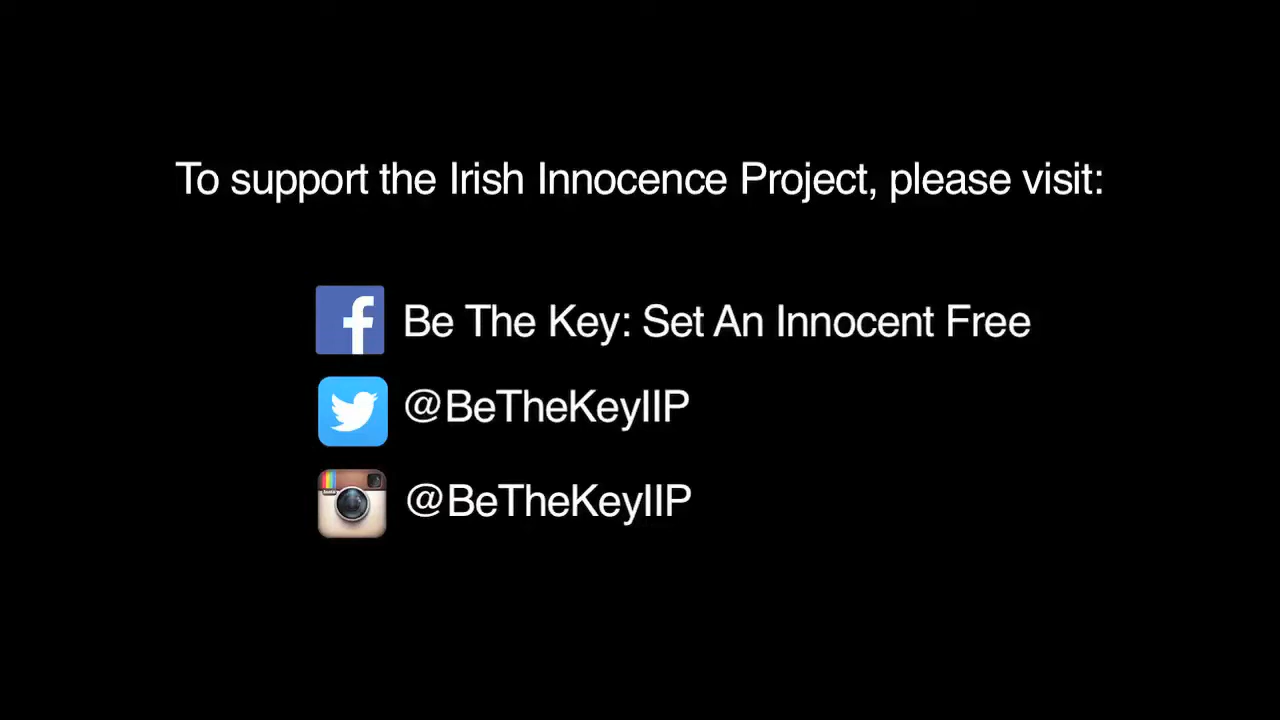 To support the Irish Innocence Project, please visit:
Be The Key: Set An Innocent Free
@BeTheKeyIIP
@BeTheKeyIIP